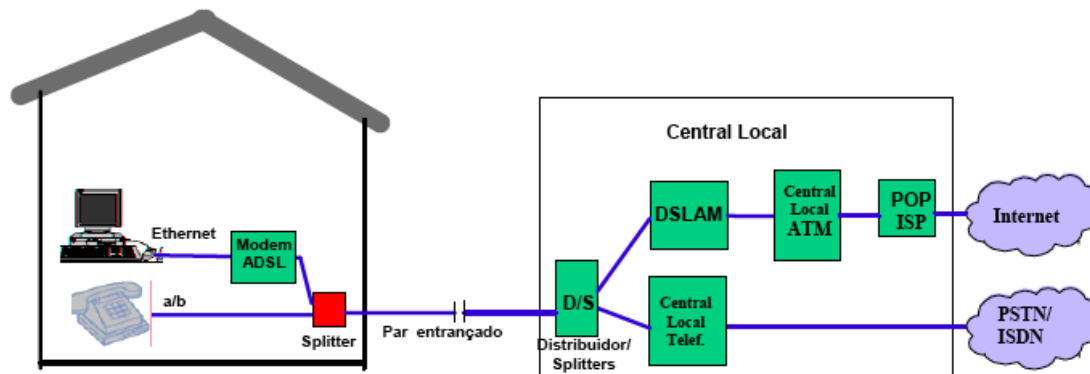 Central Local
Ethernet
Modem
ADSL
a/b
Splitter
Par entrançado
D/S
Distribuidor/
Splitters
DSLAM
Central
Local
ATM
POP
ISP
Internet
Central
Local
Telef.
PSTN/
ISDN